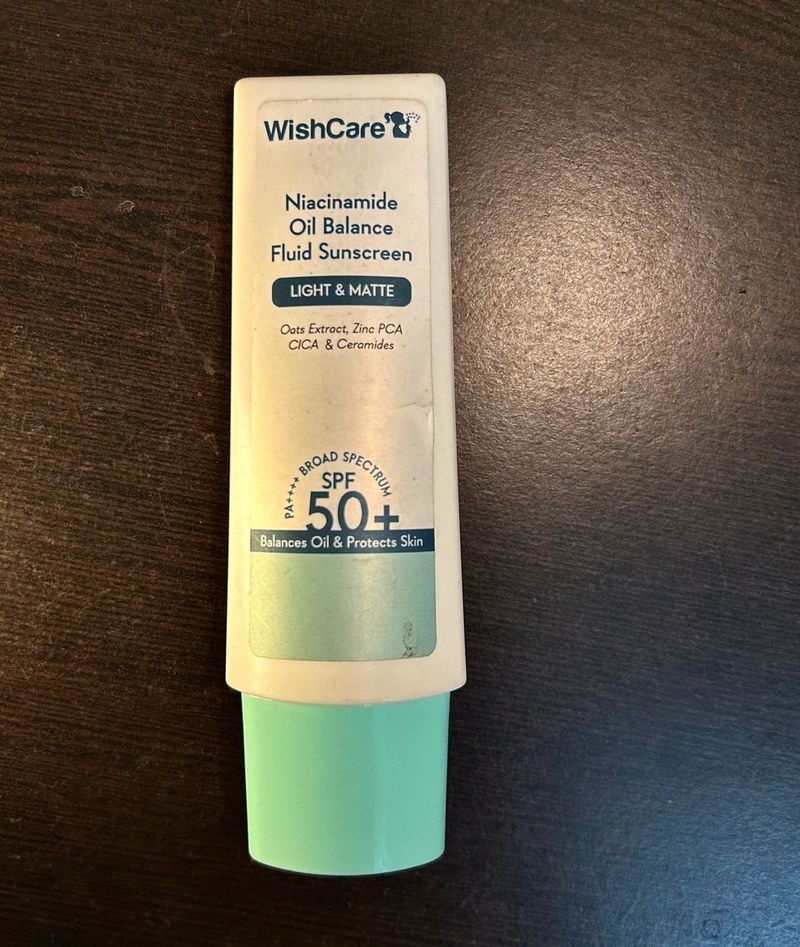 WishCare
Niacinamide
Oil Balance
Fluid Sunscreen
LIGHT & MATTE
Oats Extract, Zinc PCA
CICA & Ceramides
PA++++ BROAD SPECTRUM
SPF
50+
Balances Oil & Protects Skin